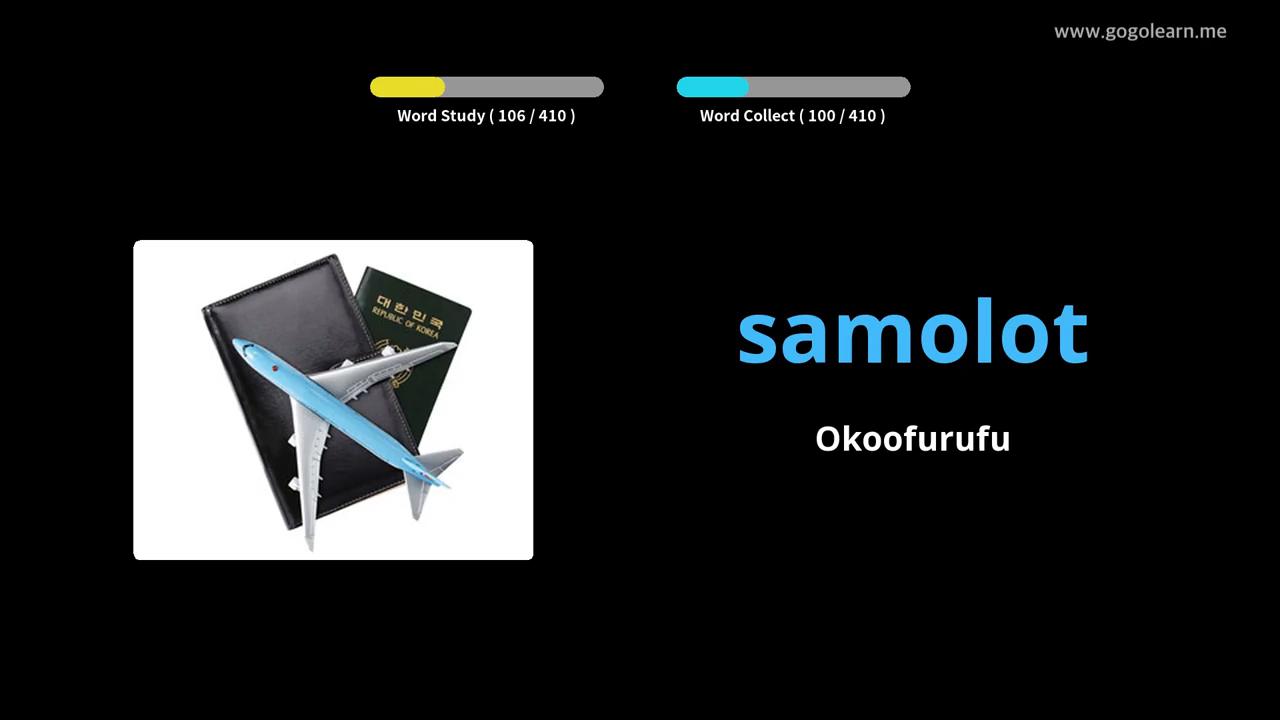 www.gogolearn.me
Word Study ( 106 / 410 )
Word Collect ( 100 / 410 )
대한민국
REPUBLIC OF KOREA
samolot
Okoofurufu